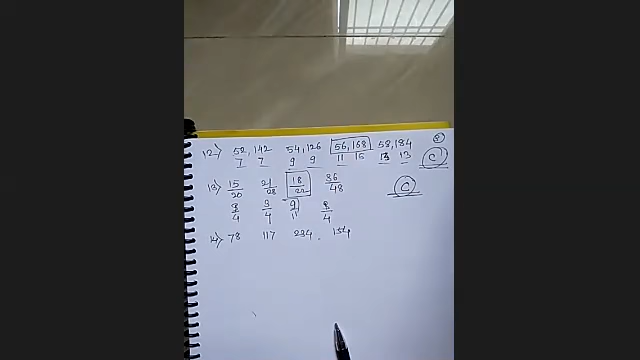 12) 52, 142 54, 126 56, 168 58, 184 C
7 7 9 9 11 15 13 13
13) 15/20 21/28 18/22 36/48 C
3/4 3/4 9/11 3/4
14) 78 117 234, 154